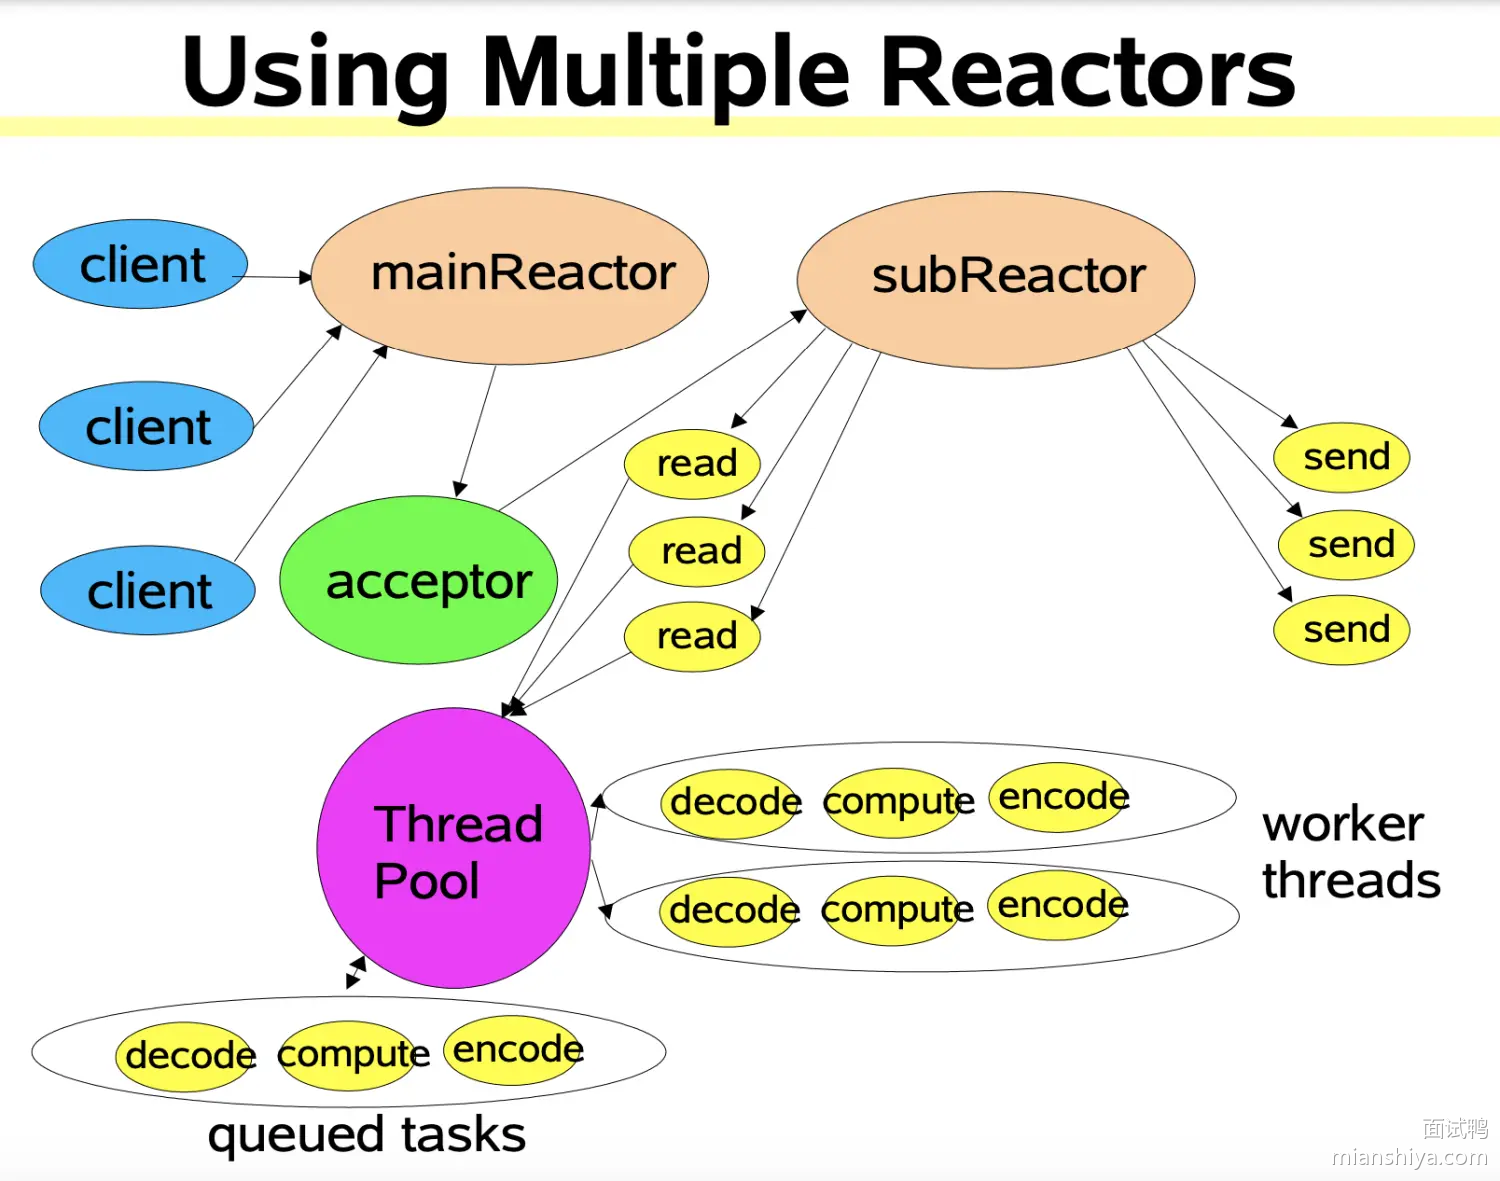 Using Multiple Reactors
client
mainReactor
subReactor
client
client
acceptor
read
read
read
send
send
send
Thread
Pool
decode compute encode
decode compute encode
worker
threads
decode compute encode
queued tasks
面试鸭
mianshiya.com